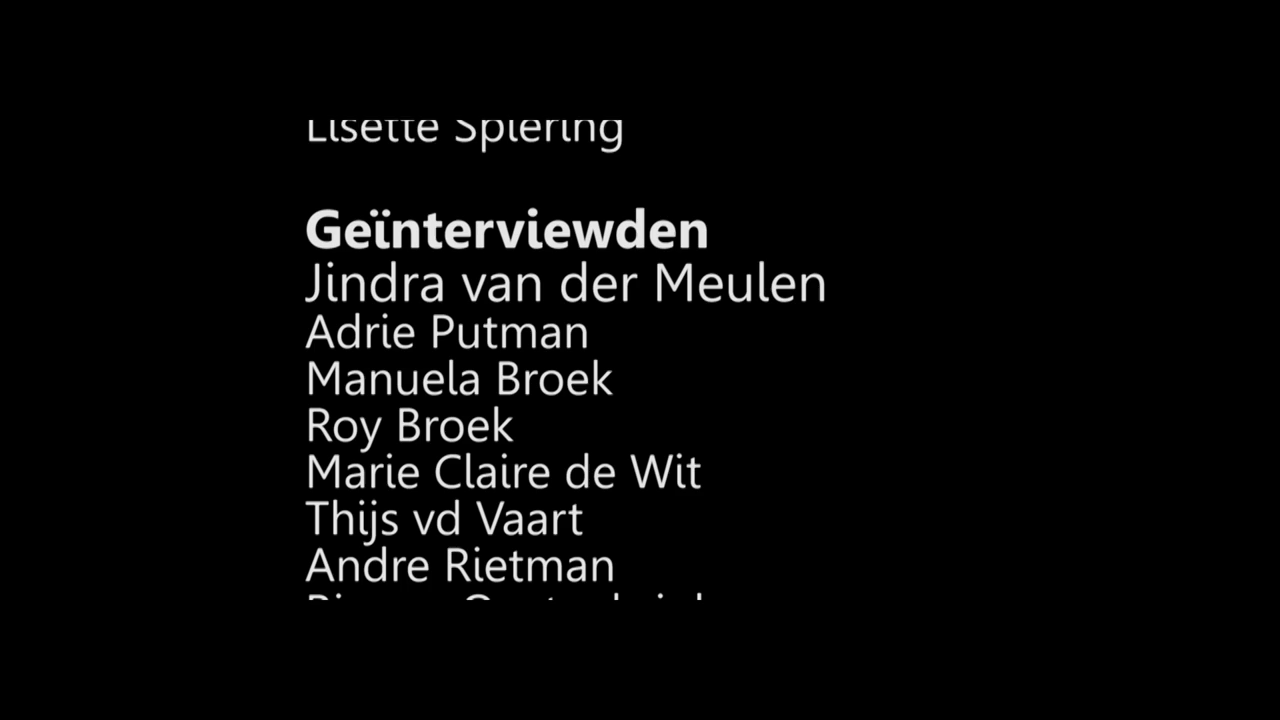 Lisette Spiering
Geïnterviewden
Jindra van der Meulen
Adrie Putman
Manuela Broek
Roy Broek
Marie Claire de Wit
Thijs vd Vaart
Andre Rietman